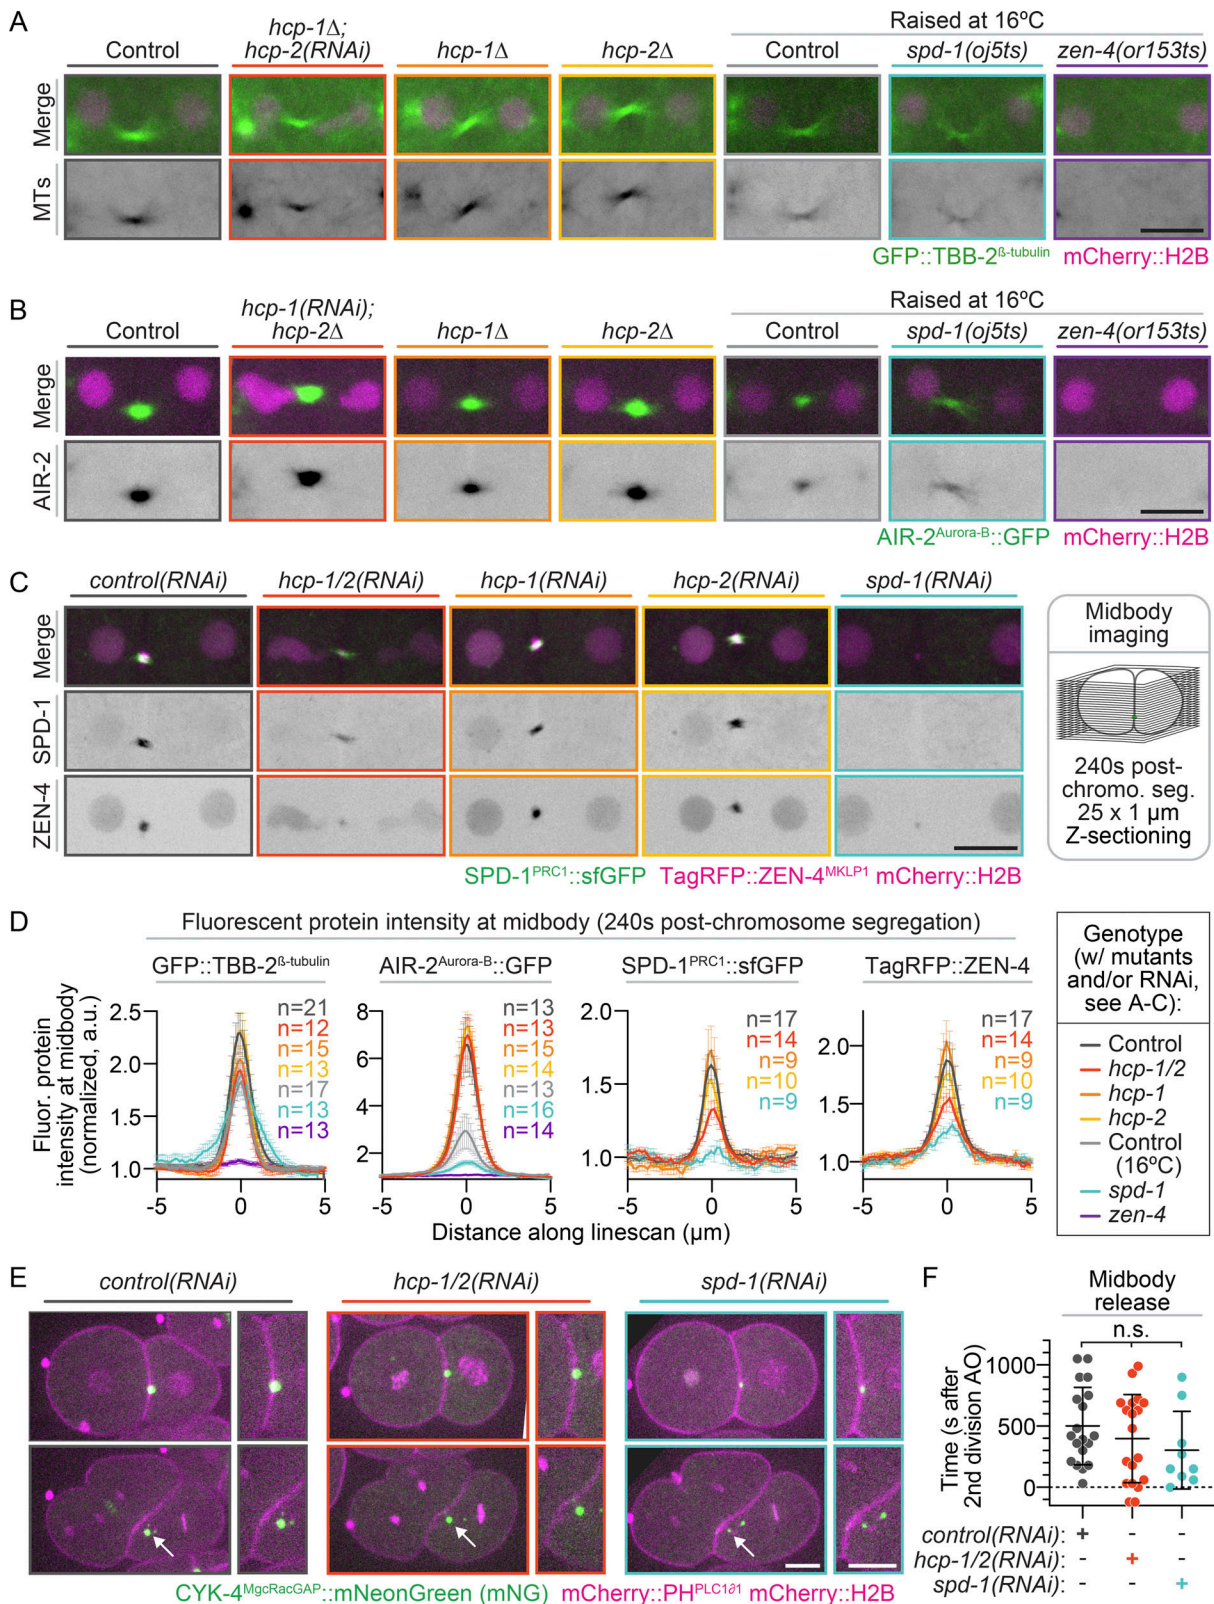 A
Control
hcp-1Δ;
hcp-2(RNAi)
hcp-1Δ
hcp-2Δ
Raised at 16ºC
Control
spd-1(oj5ts)
zen-4(or153ts)
Merge
MTs
GFP::TBB-2ß-tubulin mCherry::H2B
B
Control
hcp-1(RNAi);
hcp-2Δ
hcp-1Δ
hcp-2Δ
Raised at 16ºC
Control
spd-1(oj5ts)
zen-4(or153ts)
Merge
AIR-2
AIR-2Aurora-B::GFP mCherry::H2B
C
control(RNAi)
hcp-1/2(RNAi)
hcp-1(RNAi)
hcp-2(RNAi)
spd-1(RNAi)
Merge
SPD-1
ZEN-4
SPD-1PRC1::sfGFP TagRFP::ZEN-4MKLP1 mCherry::H2B
Midbody
imaging
240s post-
chromo. seg.
25 x 1 µm
Z-sectioning
D
Fluorescent protein intensity at midbody (240s post-chromosome segregation)
Fluor. protein
intensity at midbody
(normalized, a.u.)
GFP::TBB-2ß-tubulin
2.5
2.0
1.5
1.0
n=21
n=12
n=15
n=13
n=17
n=13
n=13
-5 0 5
AIR-2Aurora-B::GFP
8
6
4
2
n=13
n=13
n=15
n=14
n=13
n=16
n=14
-5 0 5
SPD-1PRC1::sfGFP
2.0
1.5
1.0
n=17
n=14
n=9
n=10
n=9
-5 0 5
TagRFP::ZEN-4
2.0
1.5
1.0
n=17
n=14
n=9
n=10
n=9
-5 0 5
Distance along linescan (µm)
Genotype
(w/ mutants
and/or RNAi,
see A-C):
Control
hcp-1/2
hcp-1
hcp-2
Control
(16ºC)
spd-1
zen-4
E
control(RNAi)
hcp-1/2(RNAi)
spd-1(RNAi)
CYK-4MgcRacGAP::mNeonGreen (mNG) mCherry::PHPLC1∂1 mCherry::H2B
F
Midbody
release
n.s.
Time (s after
2nd division AO)
1000
500
0
control(RNAi): + - -
hcp-1/2(RNAi): - + -
spd-1(RNAi): - - +